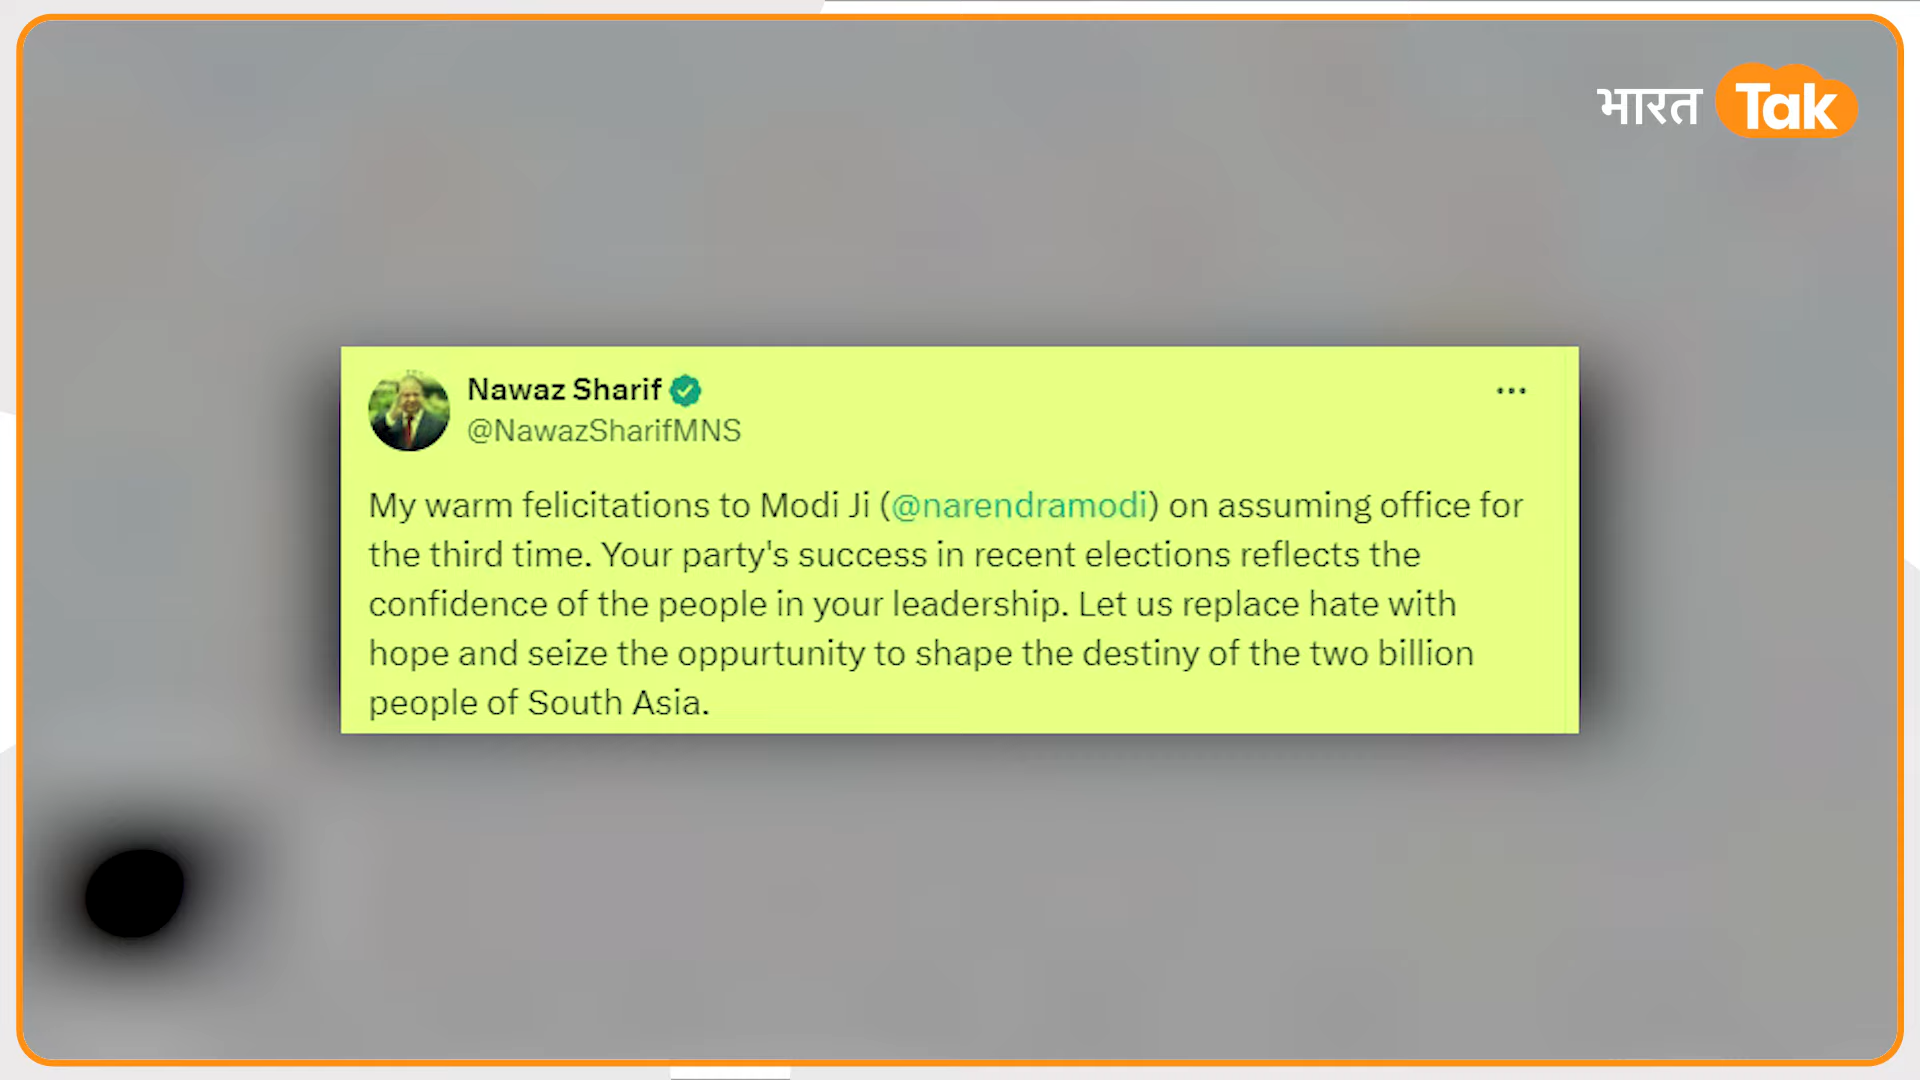 भारत Tak
Nawaz Sharif
@NawazSharifMNS
My warm felicitations to Modi Ji (@narendramodi) on assuming office for
the third time. Your party's success in recent elections reflects the
confidence of the people in your leadership. Let us replace hate with
hope and seize the oppurtunity to shape the destiny of the two billion
people of South Asia.